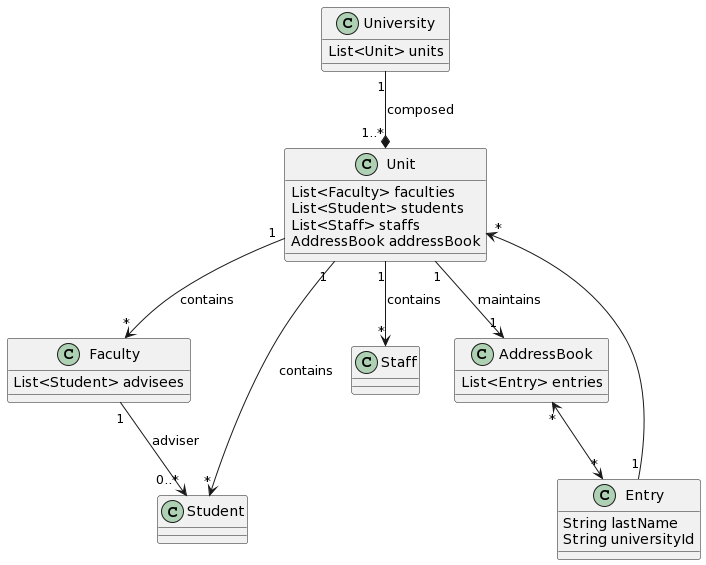 C University
List<Unit> units
1
composed
1..*
C Unit
List<Faculty> faculties
List<Student> students
List<Staff> staffs
AddressBook addressBook
1
1
1
1
*
contains
contains
maintains
*
*
1
C Faculty
C Staff
C AddressBook
List<Student> advisees
List<Entry> entries
contains
1
*
adviser
0..*
*
*
1
C Student
C Entry
String lastName
String universityId